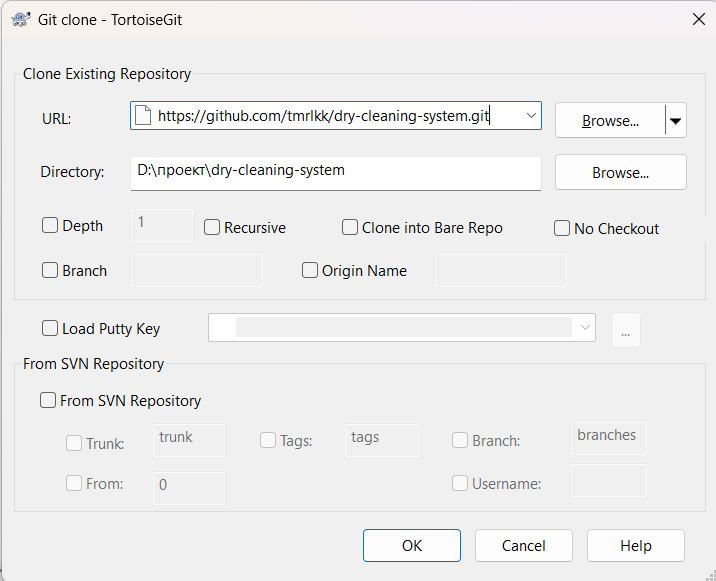 Git clone - TortoiseGit
Clone Existing Repository
URL: https://github.com/tmrlkk/dry-cleaning-system.git Browse...
Directory: D:\проект\dry-cleaning-system Browse...
Depth 1 Recursive Clone into Bare Repo No Checkout
Branch Origin Name
Load Putty Key ...
From SVN Repository
From SVN Repository
Trunk: trunk Tags: tags Branch: branches
From: 0 Username:
OK Cancel Help